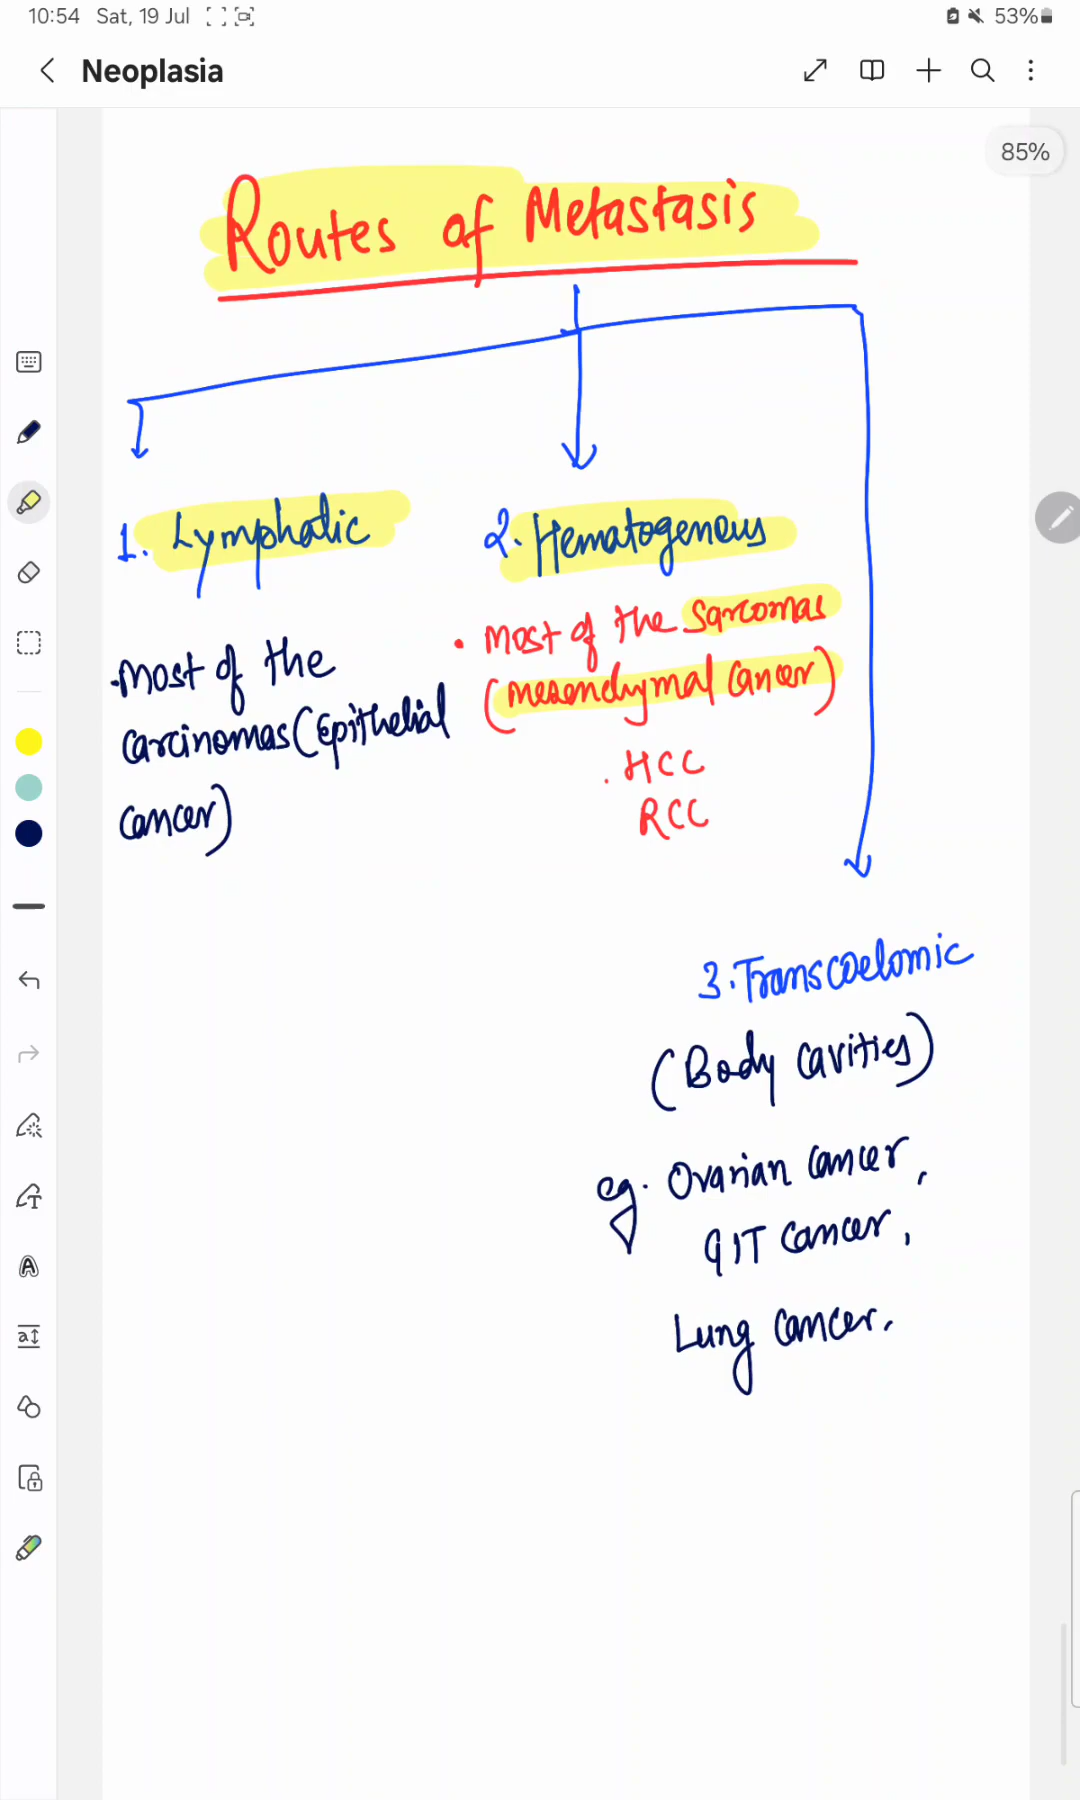 10:54 Sat, 19 Jul
53%
Neoplasia
85%
Routes of Metastasis
1. Lymphatic
.Most of the
carcinomas (Epithelial
cancer)
2. Hematogenous
. Most of the Sarcomas
(mesenchymal cancer)
. HCC
RCC
3. Transcoelomic
(Body cavities)
eg. Ovarian cancer,
GIT cancer,
Lung cancer.